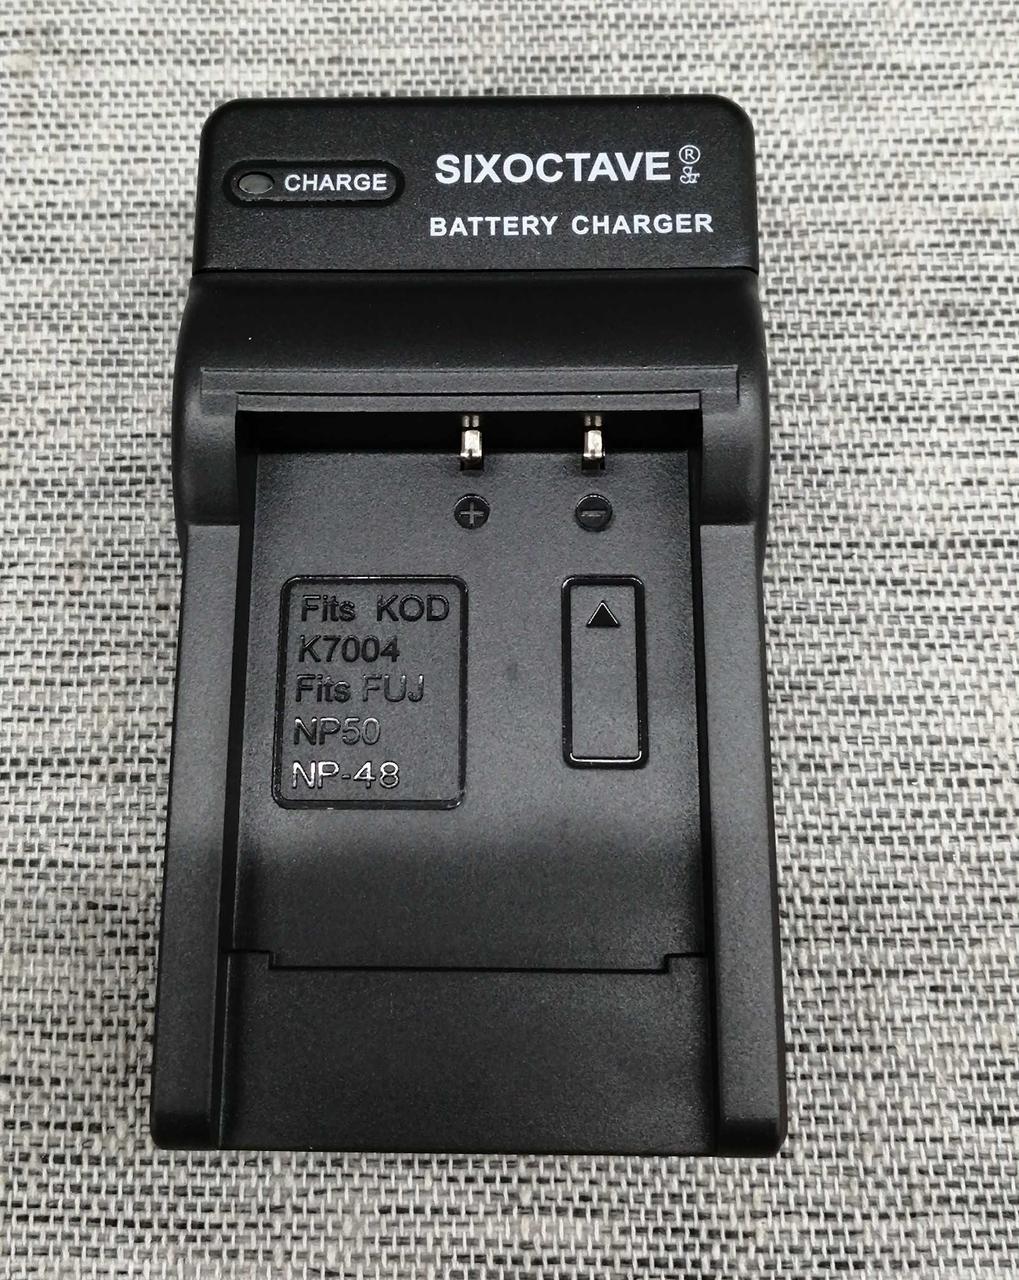 CHARGE
SIXOCTAVE ®
BATTERY CHARGER
+ −
Fits KOD
K7004
Fits FUJ
NP50
NP-48